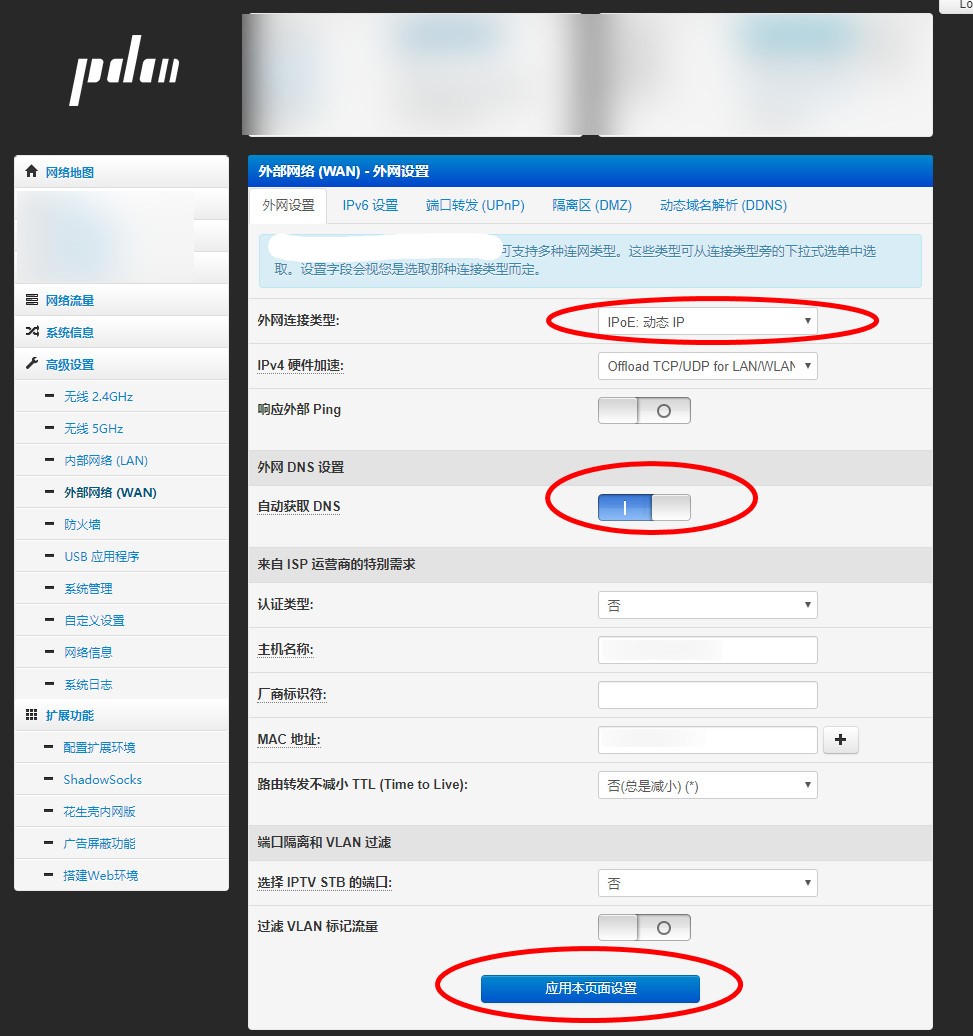 Lo
pdcn
网络地图
网络流量
系统信息
高级设置
无线 2.4GHz
无线 5GHz
内部网络 (LAN)
外部网络 (WAN)
防火墙
USB 应用程序
系统管理
自定义设置
网络信息
系统日志
扩展功能
配置扩展环境
ShadowSocks
花生壳内网版
广告屏蔽功能
搭建Web环境
外部网络 (WAN) - 外网设置
外网设置 IPv6 设置 端口转发 (UPnP) 隔离区 (DMZ) 动态域名解析 (DDNS)
可支持多种连网类型。这些类型可从连接类型旁的下拉式选单中选
取。设置字段会视您是选取那种连接类型而定。
外网连接类型: IPoE: 动态 IP
IPv4 硬件加速: Offload TCP/UDP for LAN/WLAN
响应外部 Ping
外网 DNS 设置
自动获取 DNS
来自 ISP 运营商的特别需求
认证类型: 否
主机名称:
厂商标识符:
MAC 地址:
路由转发不减小 TTL (Time to Live): 否(总是减小) (*)
端口隔离和 VLAN 过滤
选择 IPTV STB 的端口: 否
过滤 VLAN 标记流量
应用本页面设置